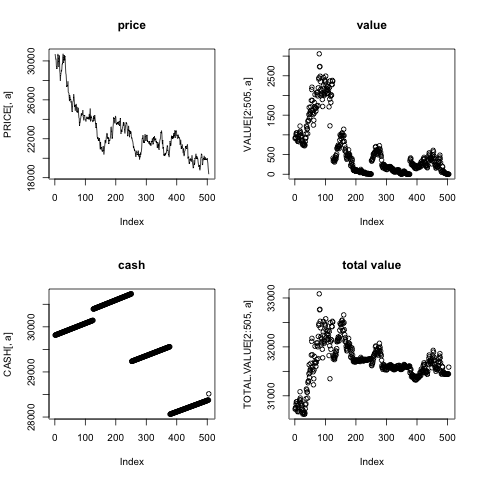 price
PRICE[, a]
18000 22000 26000 30000
0 100 200 300 400 500
Index
value
VALUE[2:505, a]
0 500 1500 2500
0 100 200 300 400 500
Index
cash
CASH[, a]
28000 29000 30000
0 100 200 300 400 500
Index
total value
TOTAL.VALUE[2:505, a]
31000 32000 33000
0 100 200 300 400 500
Index